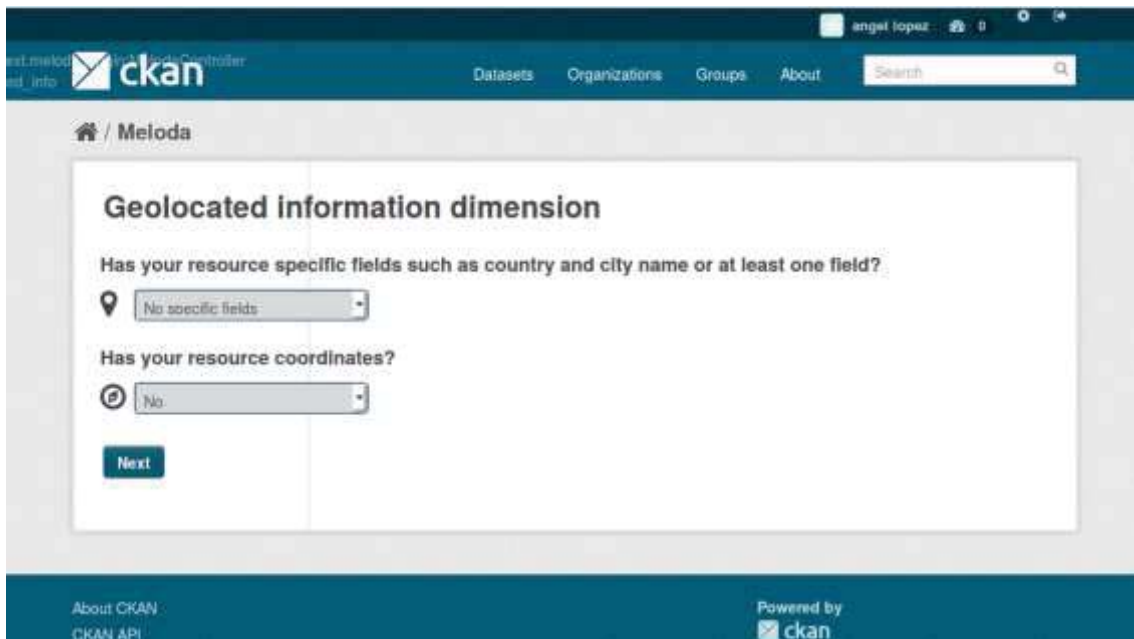 angel lopez 0
ckan
Datasets Organizations Groups About Search
/ Meloda
Geolocated information dimension
Has your resource specific fields such as country and city name or at least one field?
No specific fields
Has your resource coordinates?
No
Next
About CKAN
Powered by
CKAN API
ckan